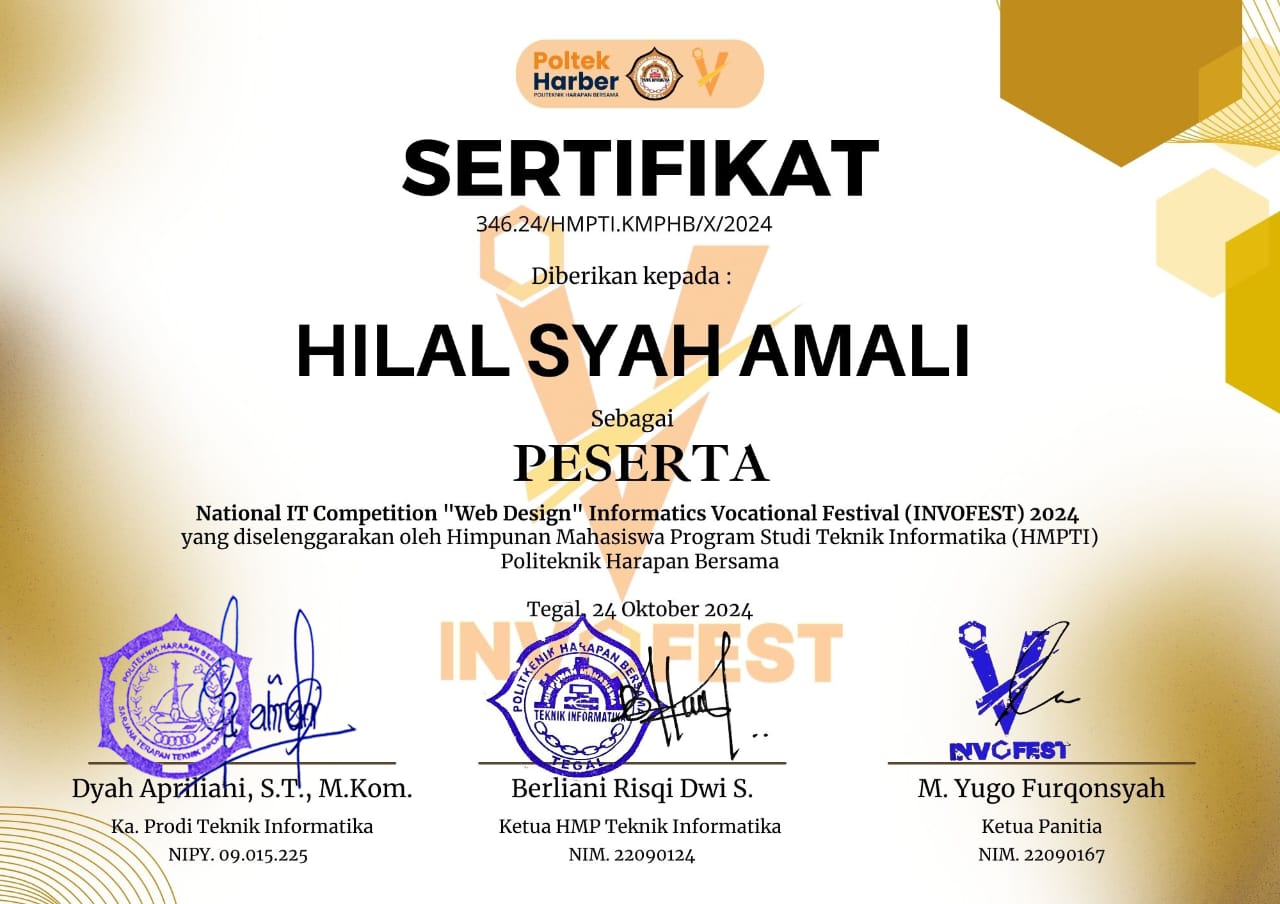 Poltek
Harber
POLITEKNIK HARAPAN BERSAMA
TEKNIK INFORMATIKA
SERTIFIKAT
346.24/HMPTI.KMPHB/X/2024
Diberikan kepada :
HILAL SYAH AMALI
Sebagai
PESERTA
National IT Competition "Web Design" Informatics Vocational Festival (INVOFEST) 2024
yang diselenggarakan oleh Himpunan Mahasiswa Program Studi Teknik Informatika (HMPTI)
Politeknik Harapan Bersama
Tegal, 24 Oktober 2024
INVOFEST
POLITEKNIK HARAPAN BERSAMA
SARJANA TERAPAN TEKNIK INFORMATIKA
POLITKENIK HARAPAN BERSAMA
TEKNIK INFORMATIKA
TEGAL
INVOFEST
Dyah Apriliani, S.T., M.Kom.
Ka. Prodi Teknik Informatika
NIPY. 09.015.225
Berliani Risqi Dwi S.
Ketua HMP Teknik Informatika
NIM. 22090124
M. Yugo Furqonsyah
Ketua Panitia
NIM. 22090167